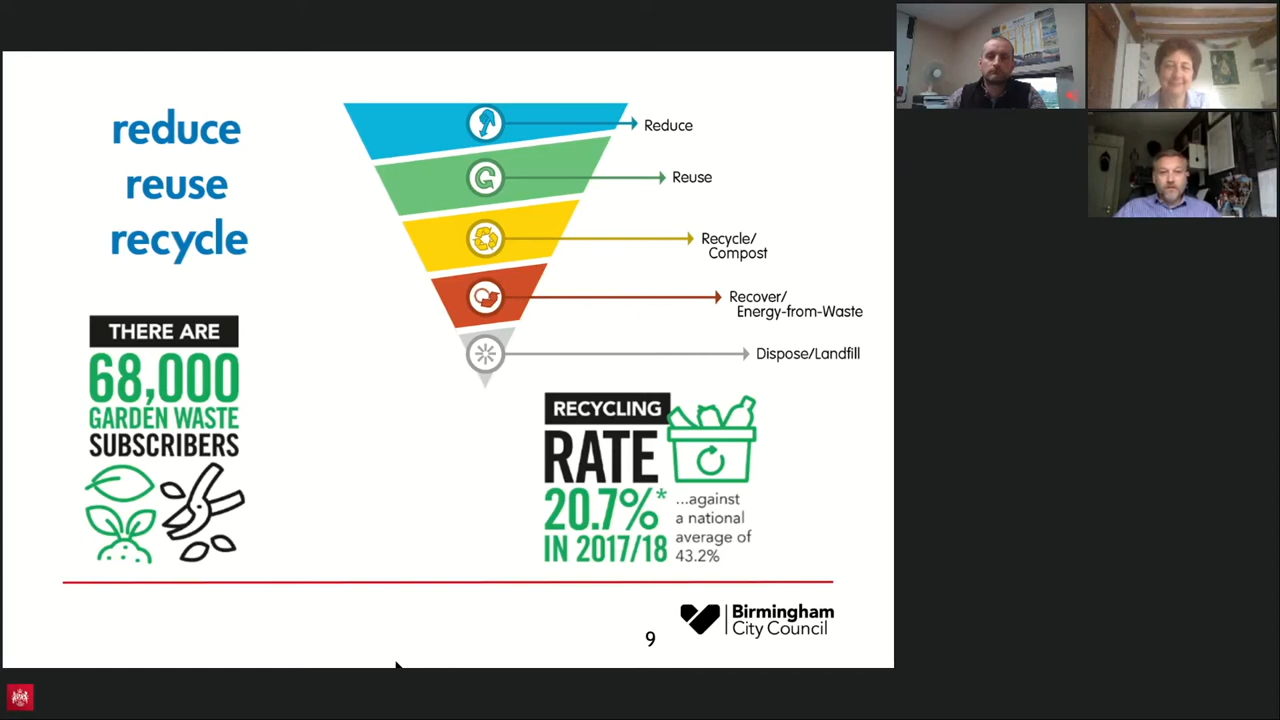 reduce
reuse
recycle
Reduce
Reuse
Recycle/
Compost
Recover/
Energy-from-Waste
Dispose/Landfill
THERE ARE
68,000
GARDEN WASTE
SUBSCRIBERS
RECYCLING
RATE
20.7%*
IN 2017/18
...against
a national
average of
43.2%
9
Birmingham
City Council